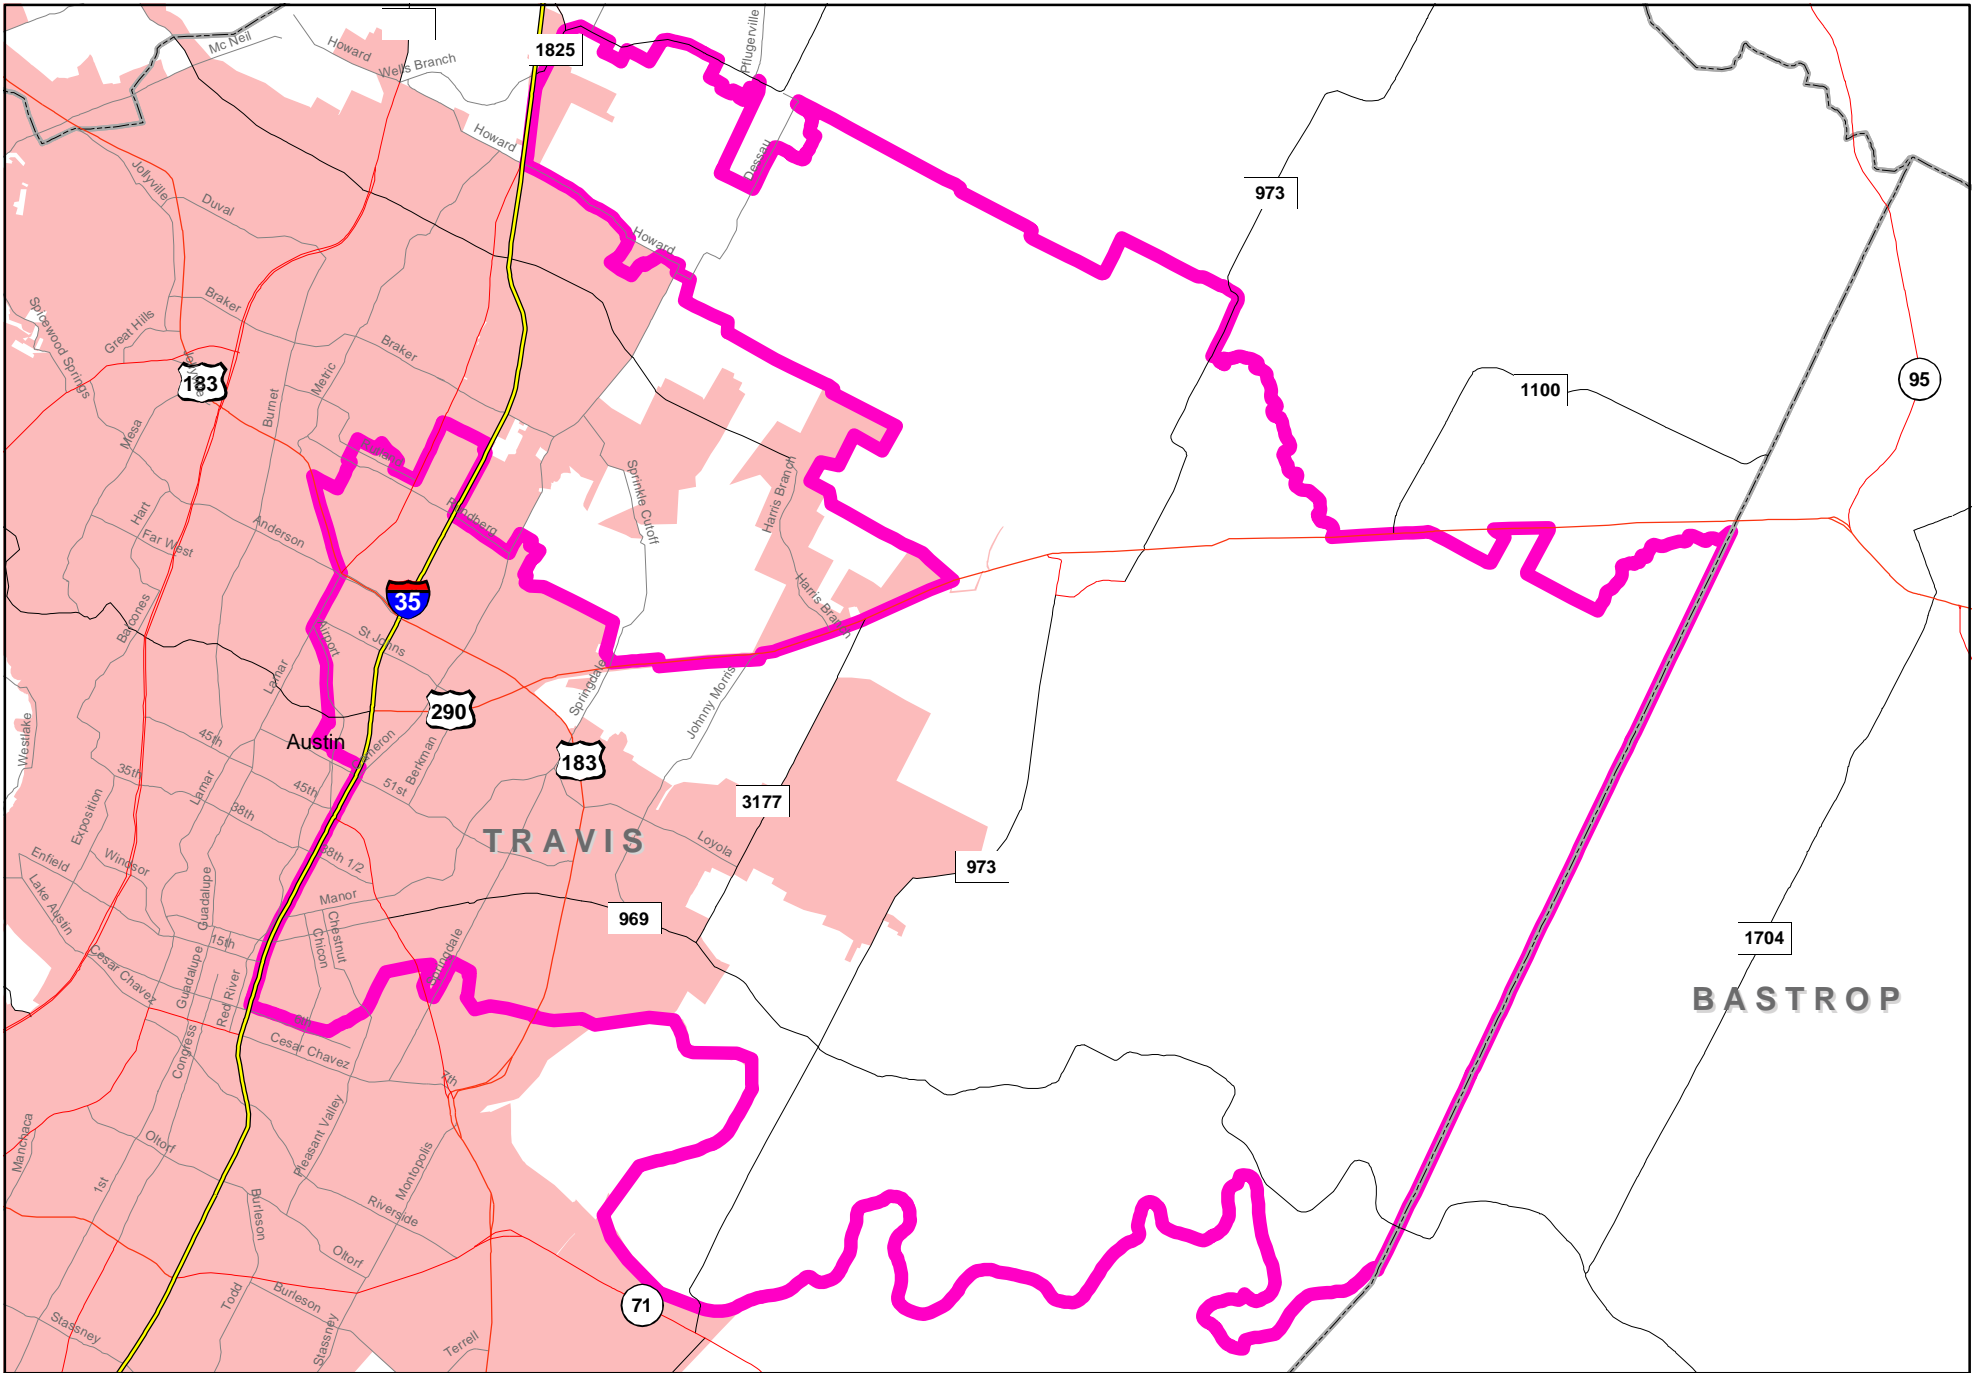 Mc Neil
Howard
Wells Branch
1825
Pflugerville
Howard
Dessau
Jollyville
Duval
973
Howard
Spicewood Springs
Great Hills
Braker
Braker
183
Metric
Burnet
1100
95
Mesa
Hart
Far West
Anderson
Sprinkle Cutoff
Harris Branch
Harris Branch
35
Balcones
Airport
St Johns
Lamar
Springdale
Johnny Morris
290
Westlake
45th
Austin
Cameron
Berkman
183
35th
Lamar
45th
51st
3177
Exposition
38th
TRAVIS
Loyola
38th 1/2
973
Enfield
Windsor
Lake Austin
Guadalupe
Manor
Chestnut
Chicon
969
1704
15th
Springdale
Cesar Chavez
Guadalupe
Red River
BASTROP
Congress
Cesar Chavez
7th
Manchaca
Oltorf
Pleasant Valley
Montopolis
1st
Burleson
Riverside
Oltorf
Todd
Burleson
71
Stassney
Stassney
Terrell